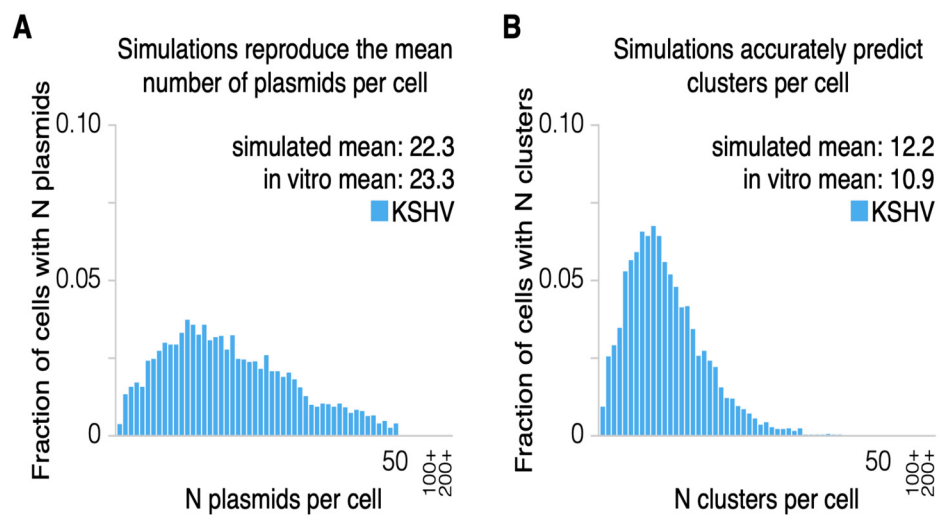 A
Simulations reproduce the mean
number of plasmids per cell
Fraction of cells with N plasmids
0.10
0.05
0
simulated mean: 22.3
in vitro mean: 23.3
KSHV
50
100+
200+
N plasmids per cell
B
Simulations accurately predict
clusters per cell
Fraction of cells with N clusters
0.10
0.05
0
simulated mean: 12.2
in vitro mean: 10.9
KSHV
50
100+
200+
N clusters per cell